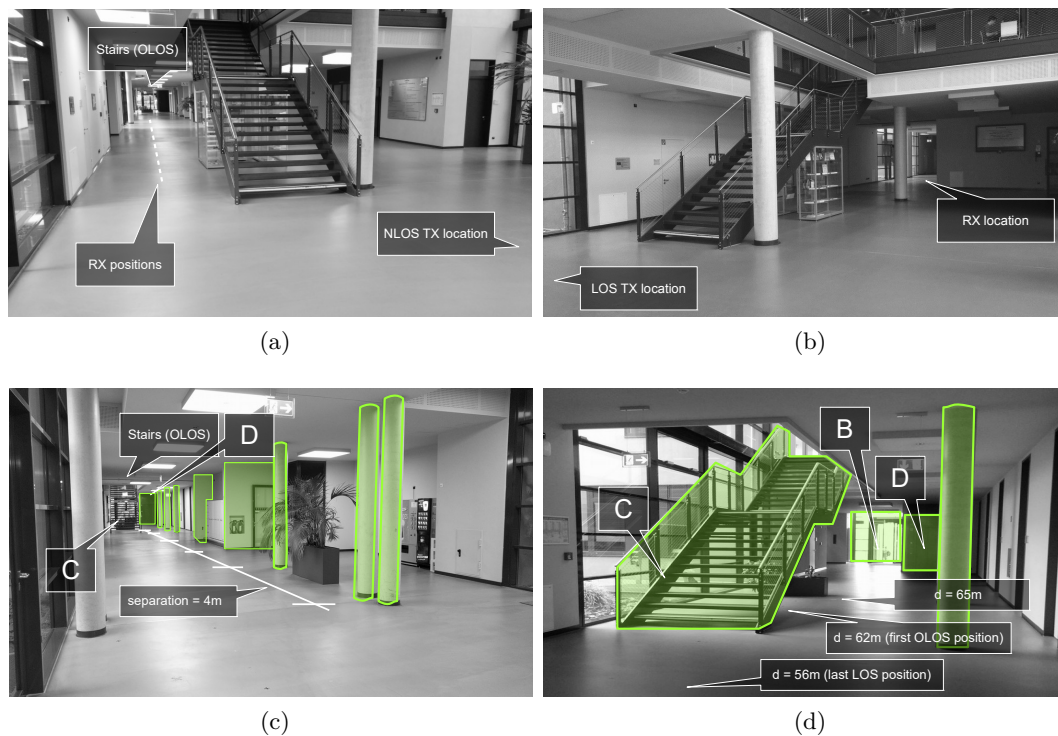 Stairs (OLOS)
RX positions
NLOS TX location
(a)
RX location
LOS TX location
(b)
Stairs (OLOS)
D
C
separation = 4m
(c)
B
D
C
d = 65m
d = 62m (first OLOS position)
d = 56m (last LOS position)
(d)